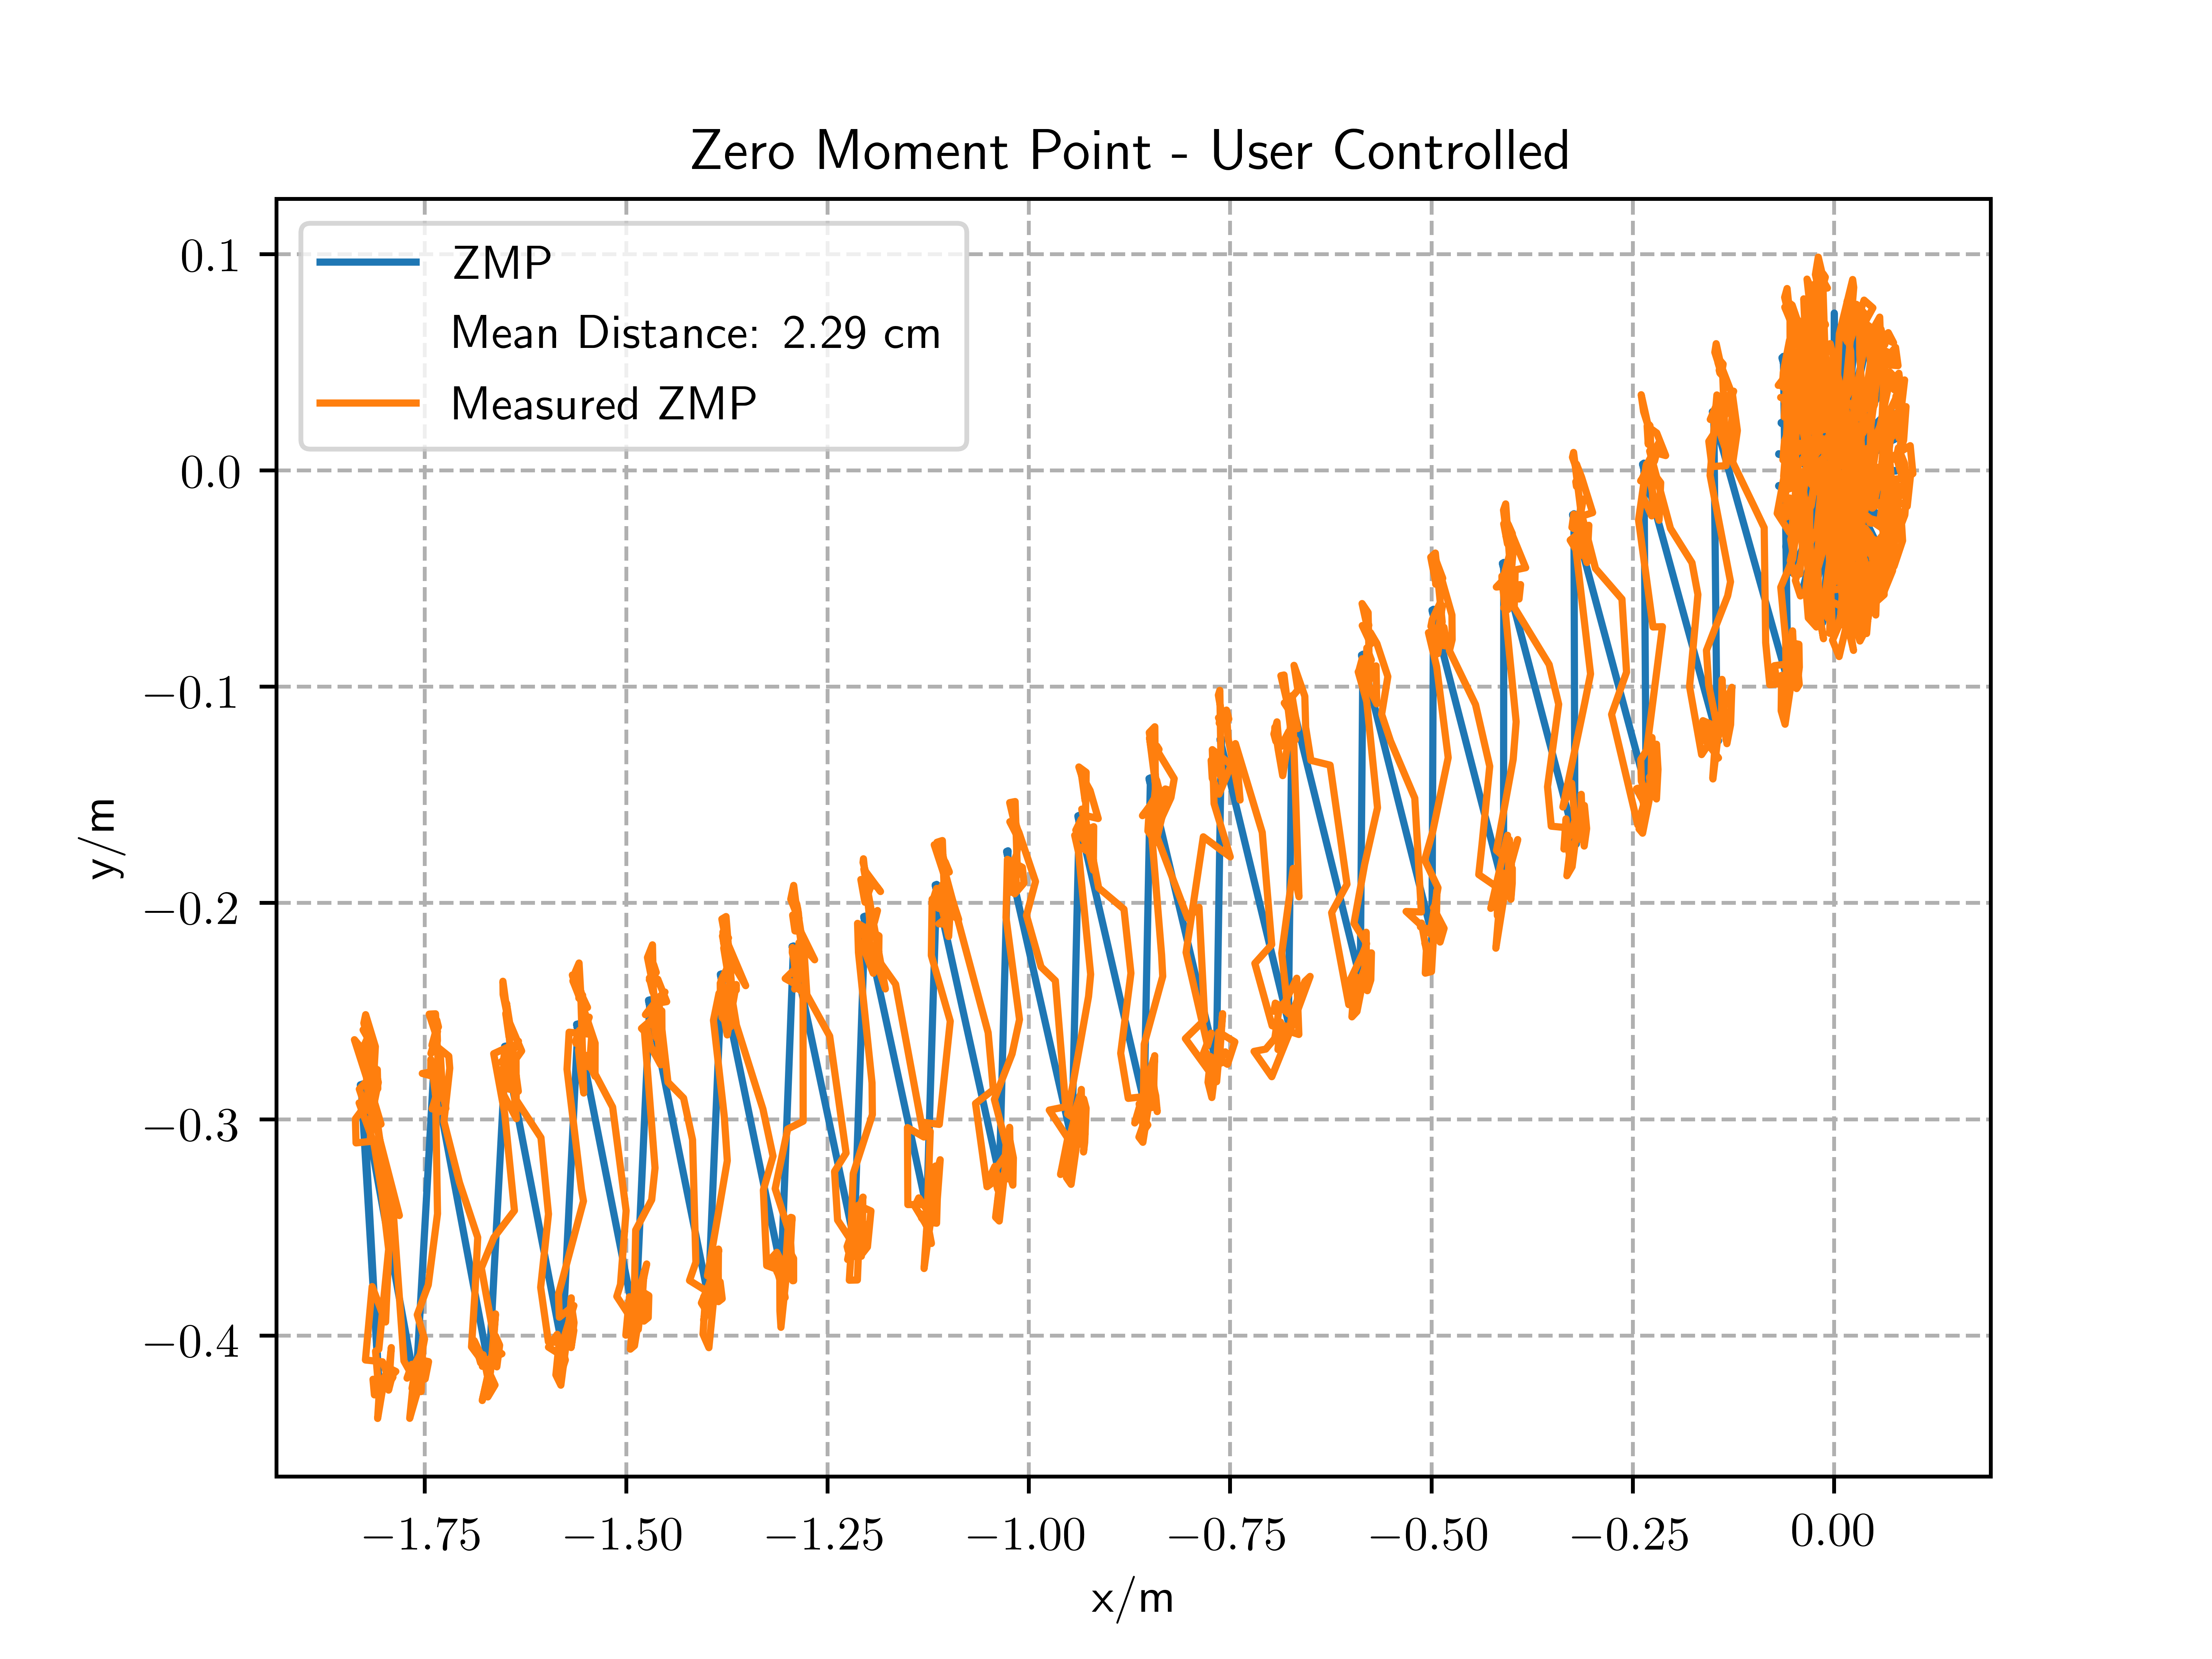 Zero Moment Point - User Controlled
ZMP
Mean Distance: 2.29 cm
Measured ZMP
0.1
0.0
−0.1
−0.2
−0.3
−0.4
y/m
−1.75 −1.50 −1.25 −1.00 −0.75 −0.50 −0.25 0.00
x/m